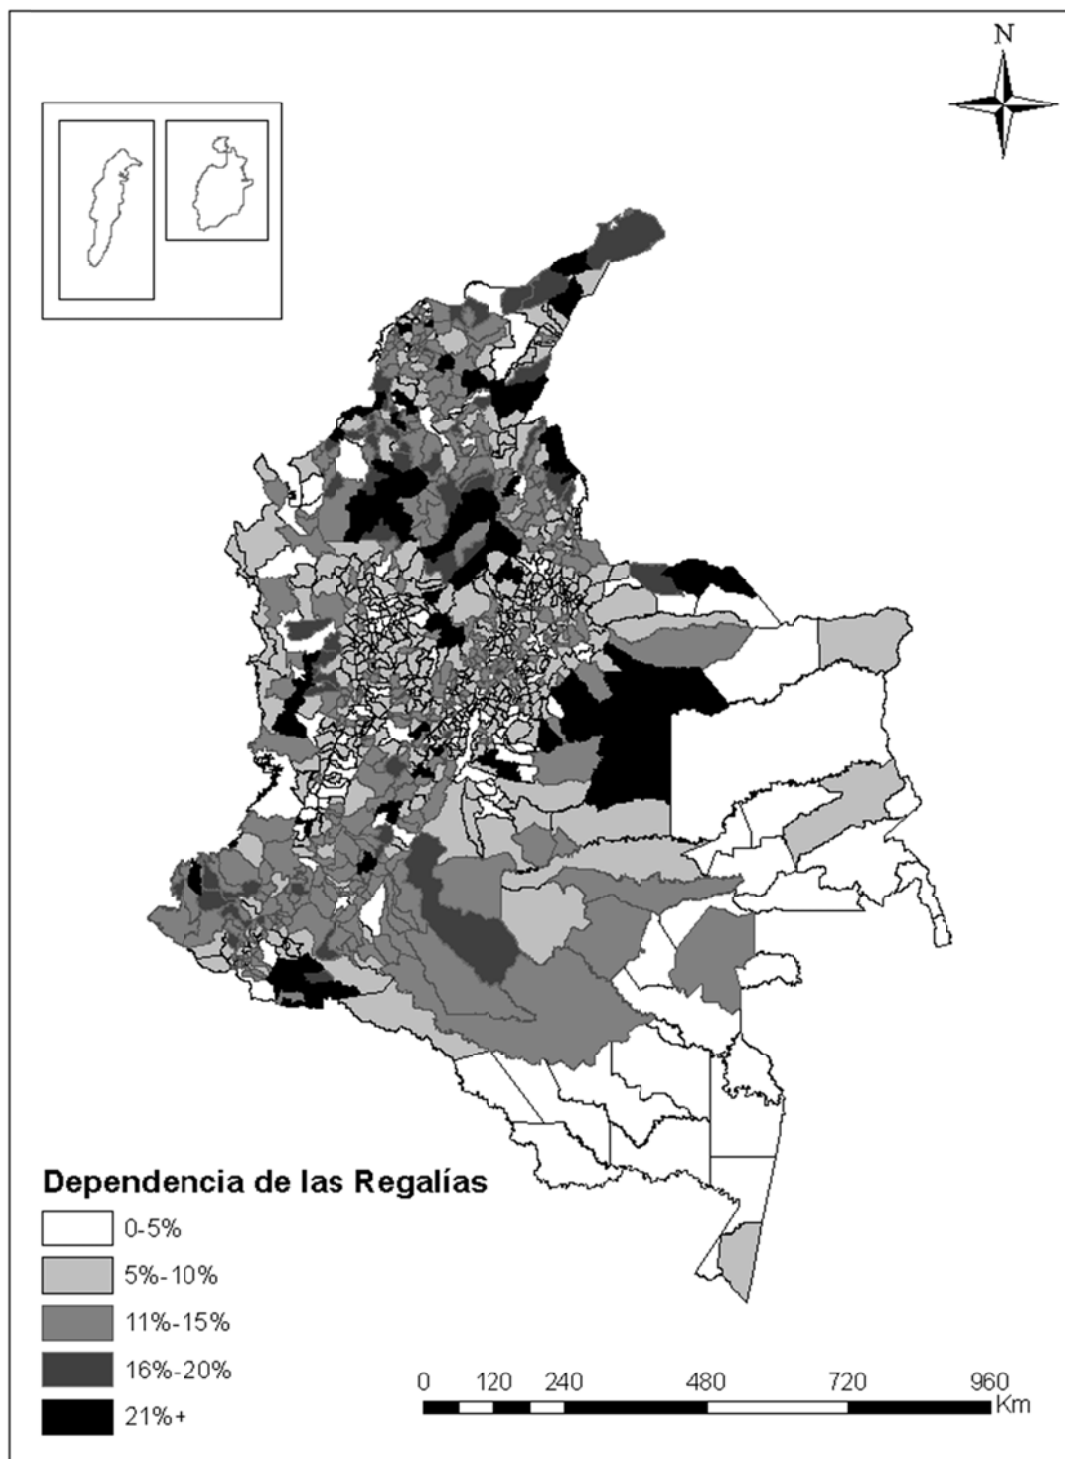 N
Dependencia de las Regalías
0-5%
5%-10%
11%-15%
16%-20%
21%+
0 120 240 480 720 960
Km